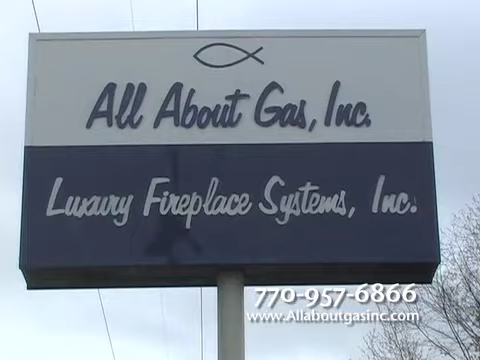 All About Gas, Inc.
Luxury Fireplace Systems, Inc.
770-957-6866
www.Allaboutgasinc.com